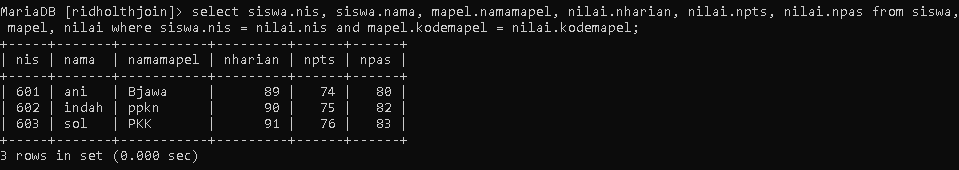 MariaDB [ridholthjoin]> select siswa.nis, siswa.nama, mapel.namamapel, nilai.nharian, nilai.npts, nilai.npas from siswa,
 mapel, nilai where siswa.nis = nilai.nis and mapel.kodemapel = nilai.kodemapel;
+-----+-------+-----------+---------+------+------+
| nis | nama  | namamapel | nharian | npts | npas |
+-----+-------+-----------+---------+------+------+
| 601 | ani   | Bjawa     |      89 |   74 |   80 |
| 602 | indah | ppkn      |      90 |   75 |   82 |
| 603 | sol   | PKK       |      91 |   76 |   83 |
+-----+-------+-----------+---------+------+------+
3 rows in set (0.000 sec)